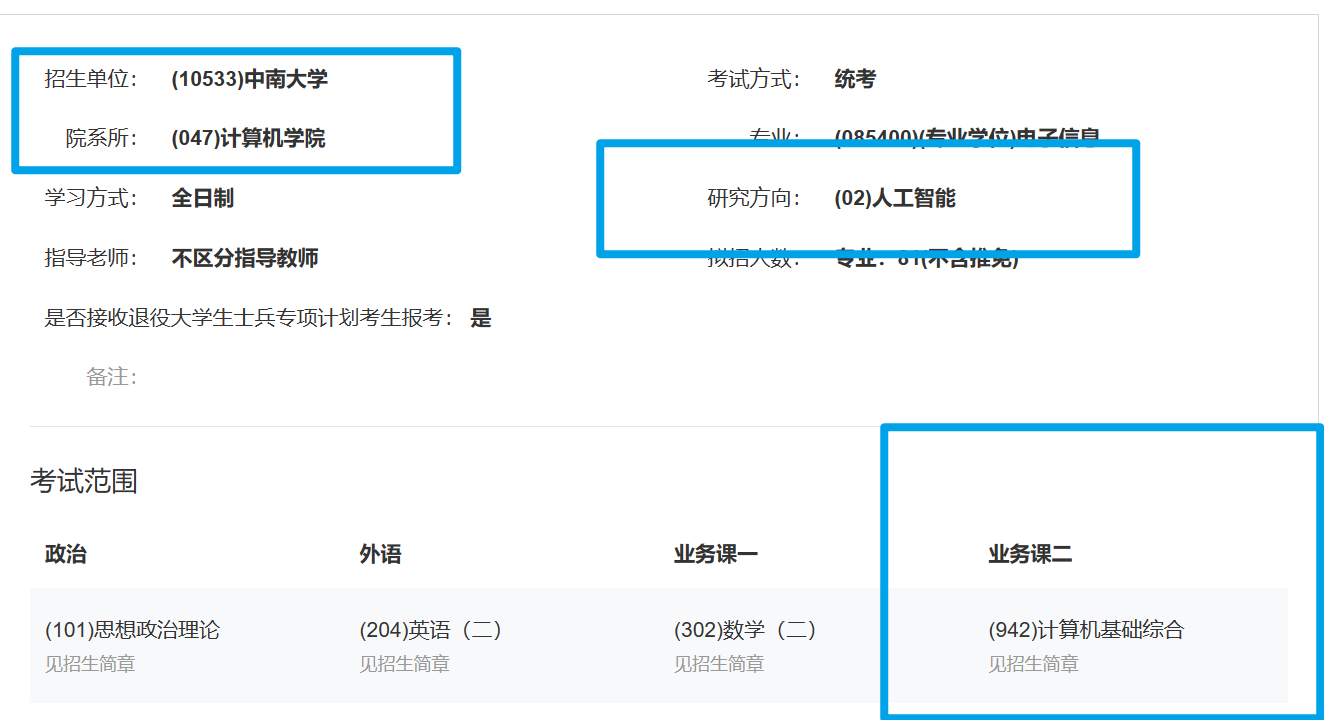 招生单位： (10533)中南大学 考试方式： 统考
院系所： (047)计算机学院 专业： (085400)(专业学位)电子信息
学习方式： 全日制 研究方向： (02)人工智能
指导老师： 不区分指导教师 拟招人数： 专业：81(不含推免)
是否接收退役大学生士兵专项计划考生报考： 是
备注：
考试范围
政治 外语 业务课一 业务课二
(101)思想政治理论 (204)英语（二） (302)数学（二） (942)计算机基础综合
见招生简章 见招生简章 见招生简章 见招生简章